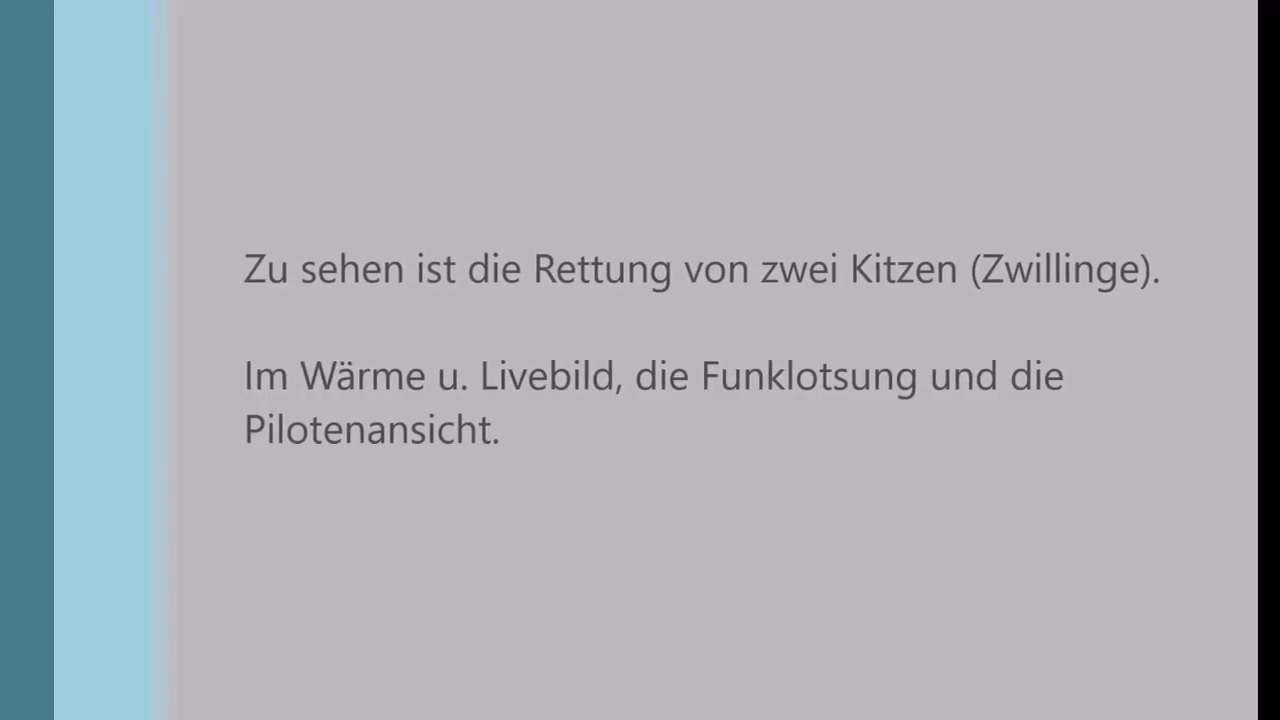 Zu sehen ist die Rettung von zwei Kitzen (Zwillinge).
Im Wärme u. Livebild, die Funklotsung und die
Pilotenansicht.